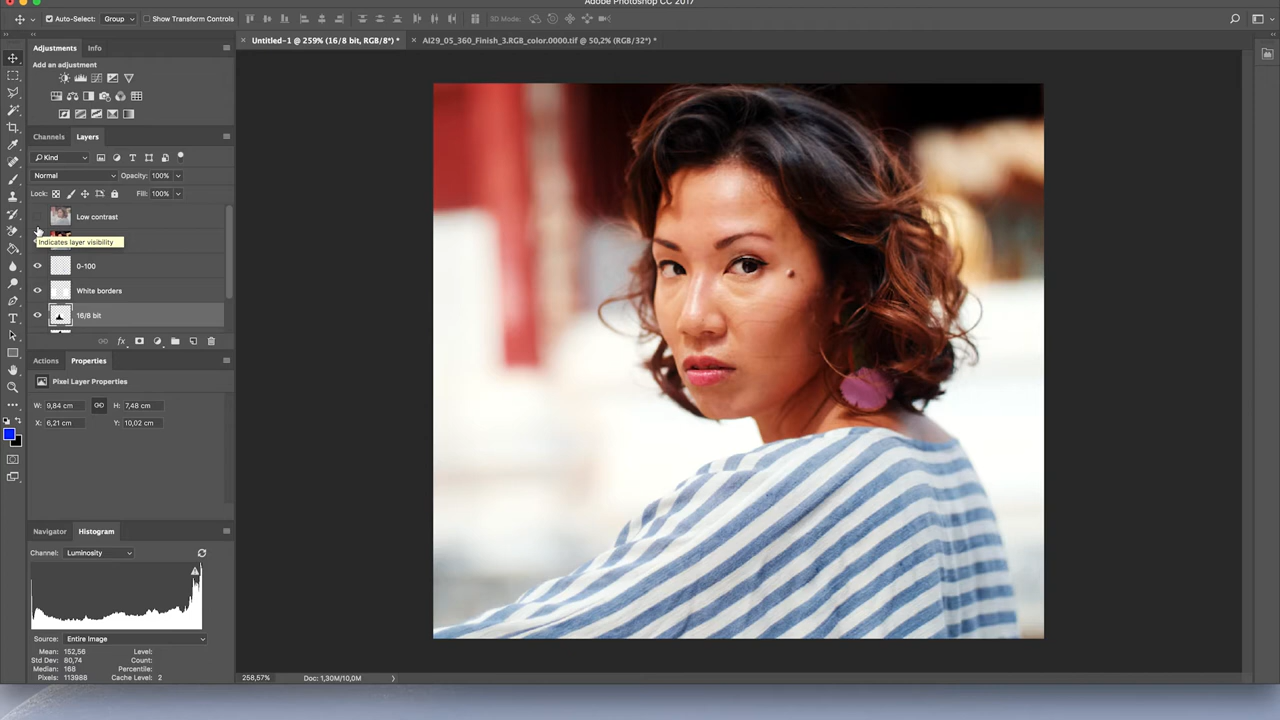 Adobe Photoshop CC 2017
Auto-Select: Group Show Transform Controls 3D Mode:
Untitled-1 @ 259% (16/8 bit, RGB/8*) * AI29_05_360_Finish_3.RGB_color.0000.tif @ 50,2% (RGB/32*) *
Adjustments Info
Add an adjustment
Channels Layers
Kind
Normal Opacity: 100%
Lock: Fill: 100%
Low contrast
Indicates layer visibility
0-100
White borders
16/8 bit
fx
Actions Properties
Pixel Layer Properties
W: 9,84 cm H: 7,48 cm
X: 6,21 cm Y: 10,02 cm
Navigator Histogram
Channel: Luminosity
Source: Entire Image
Mean: 152,56 Level:
Std Dev: 80,74 Count:
Median: 168 Percentile:
Pixels: 113988 Cache Level: 2
258,57% Doc: 1,30M/10,0M